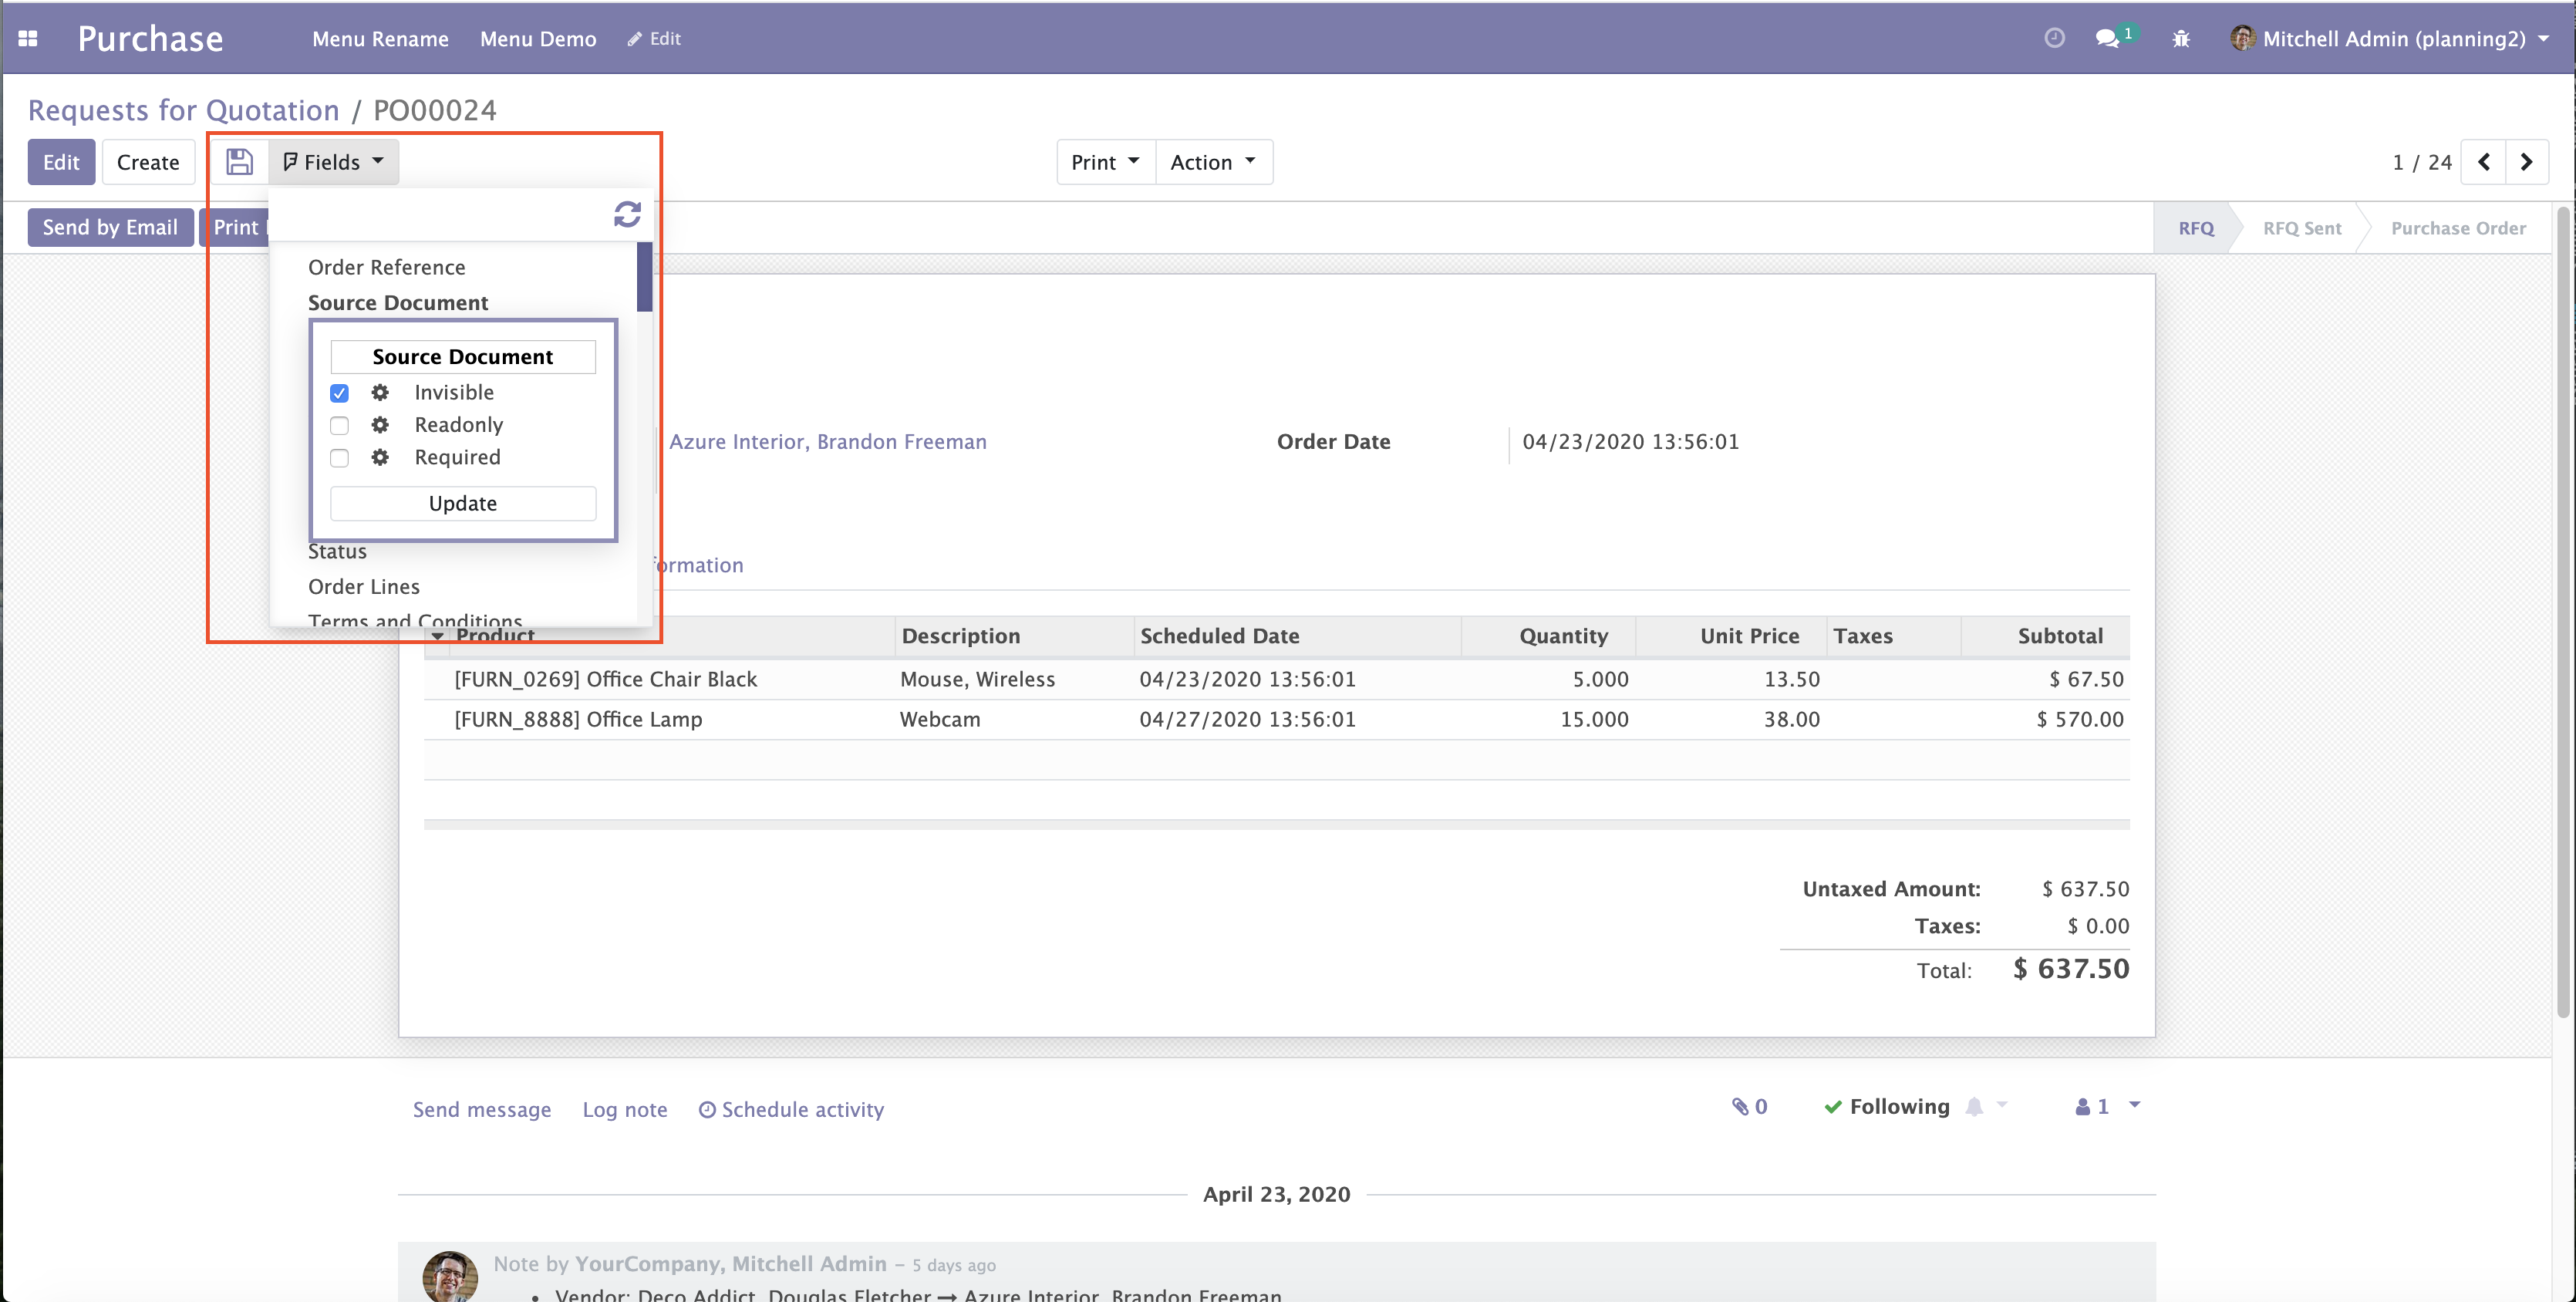 Purchase Menu Rename Menu Demo Edit 1 Mitchell Admin (planning2)
Requests for Quotation / PO00024
Edit Create Fields Print Action 1 / 24
Send by Email Print RFQ RFQ Sent Purchase Order
Order Reference
Source Document
Source Document
Invisible
Readonly
Required
Update
Status
Order Lines
Terms and Conditions
Azure Interior, Brandon Freeman Order Date 04/23/2020 13:56:01
formation
Product Description Scheduled Date Quantity Unit Price Taxes Subtotal
[FURN_0269] Office Chair Black Mouse, Wireless 04/23/2020 13:56:01 5.000 13.50 $ 67.50
[FURN_8888] Office Lamp Webcam 04/27/2020 13:56:01 15.000 38.00 $ 570.00
Untaxed Amount: $ 637.50
Taxes: $ 0.00
Total: $ 637.50
Send message Log note Schedule activity 0 Following 1
April 23, 2020
Note by YourCompany, Mitchell Admin – 5 days ago
• Vendor: Deco Addict, Douglas Fletcher → Azure Interior, Brandon Freeman